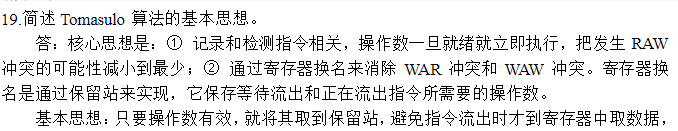 19.简述 Tomasulo 算法的基本思想。
答：核心思想是：① 记录和检测指令相关，操作数一旦就绪就立即执行，把发生 RAW
冲突的可能性减小到最少；② 通过寄存器换名来消除 WAR 冲突和 WAW 冲突。寄存器换
名是通过保留站来实现，它保存等待流出和正在流出指令所需要的操作数。
基本思想：只要操作数有效，就将其取到保留站，避免指令流出时才到寄存器中取数据，